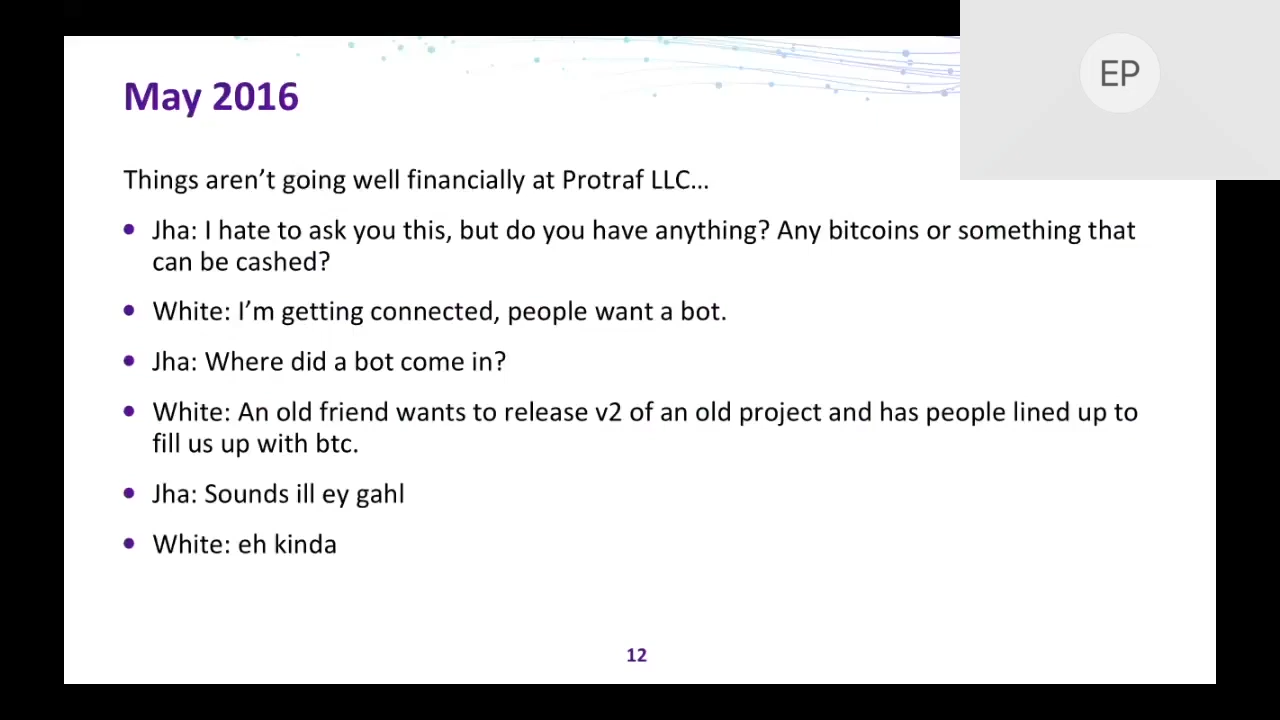 May 2016
EP
Things aren’t going well financially at Protraf LLC…
• Jha: I hate to ask you this, but do you have anything? Any bitcoins or something that
can be cashed?
• White: I’m getting connected, people want a bot.
• Jha: Where did a bot come in?
• White: An old friend wants to release v2 of an old project and has people lined up to
fill us up with btc.
• Jha: Sounds ill ey gahl
• White: eh kinda
12